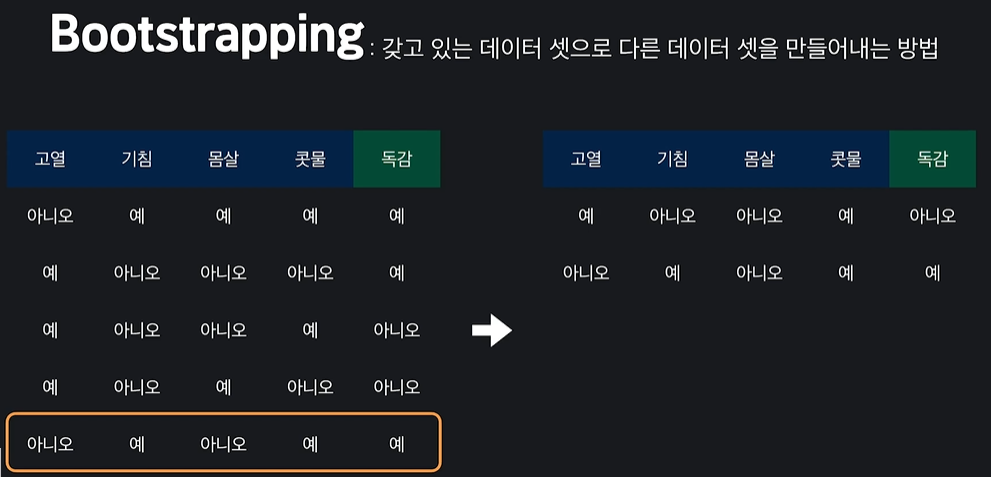 Bootstrapping : 갖고 있는 데이터 셋으로 다른 데이터 셋을 만들어내는 방법
고열 기침 몸살 콧물 독감
아니오 예 예 예 예
예 아니오 아니오 아니오 예
예 아니오 아니오 예 아니오
예 아니오 예 아니오 아니오
아니오 예 아니오 예 예
고열 기침 몸살 콧물 독감
예 아니오 아니오 예 아니오
아니오 예 아니오 예 예